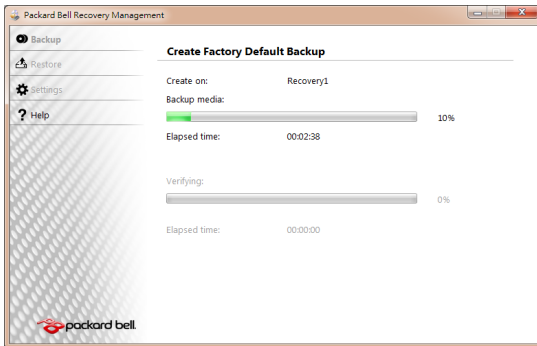 Packard Bell Recovery Management
Backup
Restore
Settings
Help
Create Factory Default Backup
Create on: Recovery1
Backup media:
10%
Elapsed time: 00:02:38
Verifying:
0%
Elapsed time: 00:00:00
packard bell.